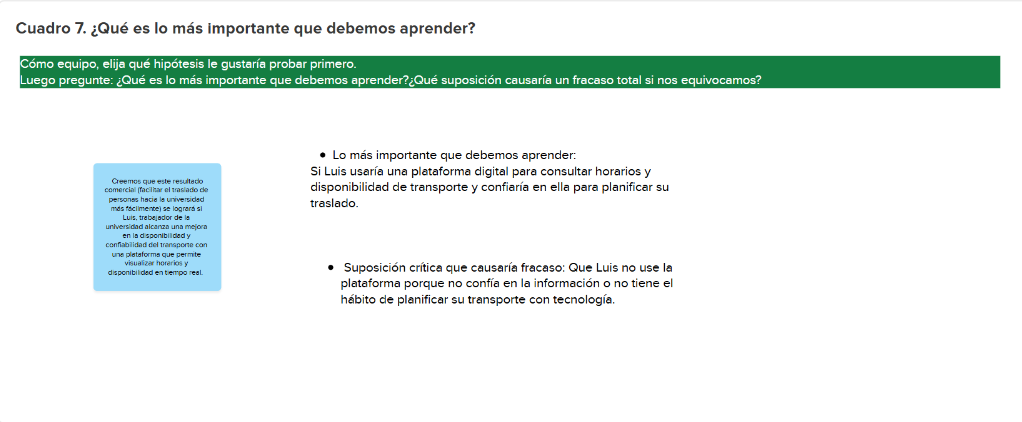 Cuadro 7. ¿Qué es lo más importante que debemos aprender?
Cómo equipo, elija qué hipótesis le gustaría probar primero.
Luego pregunte: ¿Qué es lo más importante que debemos aprender?¿Qué suposición causaría un fracaso total si nos equivocamos?
Creemos que este resultado
comercial (facilitar el traslado de
personas hacia la universidad
más fácilmente) se logrará si
Luis, trabajador de la
universidad alcanza una mejora
en la disponibilidad y
confiabilidad del transporte con
una plataforma que permite
visualizar horarios y
disponibilidad en tiempo real.
• Lo más importante que debemos aprender:
Si Luis usaría una plataforma digital para consultar horarios y
disponibilidad de transporte y confiaría en ella para planificar su
traslado.
• Suposición crítica que causaría fracaso: Que Luis no use la
plataforma porque no confía en la información o no tiene el
hábito de planificar su transporte con tecnología.